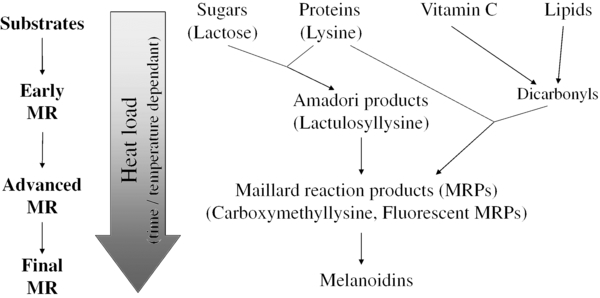 Substrates
Early
MR
Advanced
MR
Final
MR
Heat load
(time / temperature dependant)
Sugars
(Lactose)
Proteins
(Lysine)
Vitamin C
Lipids
Amadori products
(Lactulosyllysine)
Dicarbonyls
Maillard reaction products (MRPs)
(Carboxymethyllysine, Fluorescent MRPs)
Melanoidins